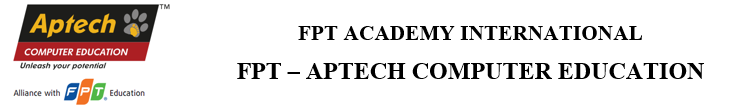 Aptech
TM
COMPUTER EDUCATION
Unleash your potential
Alliance with FPT Education
FPT ACADEMY INTERNATIONAL
FPT – APTECH COMPUTER EDUCATION